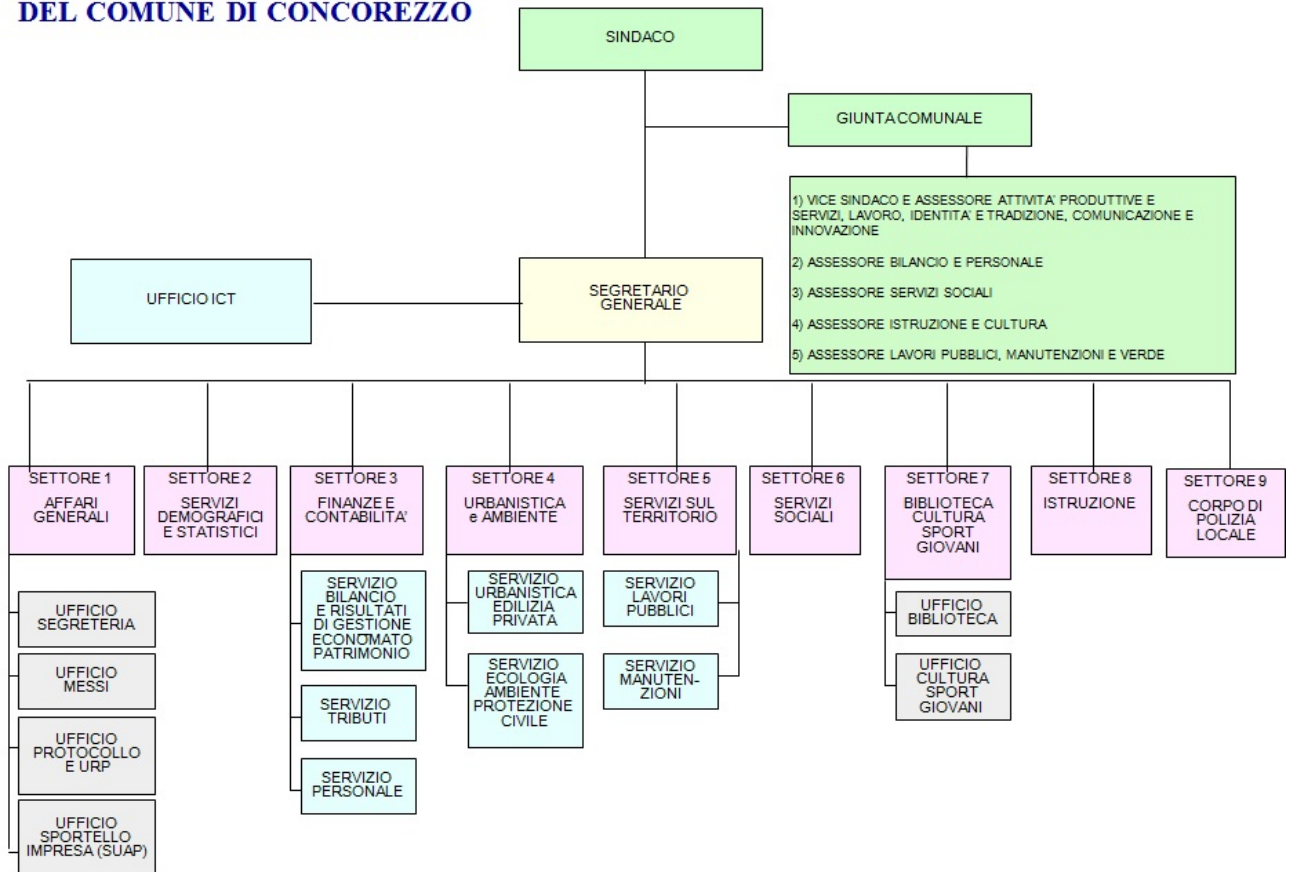 DEL COMUNE DI CONCOREZZO
SINDACO
GIUNTA COMUNALE
1) VICE SINDACO E ASSESSORE ATTIVITA' PRODUTTIVE E
SERVIZI, LAVORO, IDENTITA' E TRADIZIONE, COMUNICAZIONE E
INNOVAZIONE
2) ASSESSORE BILANCIO E PERSONALE
3) ASSESSORE SERVIZI SOCIALI
4) ASSESSORE ISTRUZIONE E CULTURA
5) ASSESSORE LAVORI PUBBLICI, MANUTENZIONI E VERDE
UFFICIO ICT
SEGRETARIO
GENERALE
SETTORE 1
AFFARI
GENERALI
UFFICIO
SEGRETERIA
UFFICIO
MESSI
UFFICIO
PROTOCOLLO
E URP
UFFICIO
SPORTELLO
IMPRESA (SUAP)
SETTORE 2
SERVIZI
DEMOGRAFICI
E STATISTICI
SETTORE 3
FINANZE E
CONTABILITA'
SERVIZIO
BILANCIO
E RISULTATI
DI GESTIONE
ECONOMATO
PATRIMONIO
SERVIZIO
TRIBUTI
SERVIZIO
PERSONALE
SETTORE 4
URBANISTICA
e AMBIENTE
SERVIZIO
URBANISTICA
EDILIZIA
PRIVATA
SERVIZIO
ECOLOGIA
AMBIENTE
PROTEZIONE
CIVILE
SETTORE 5
SERVIZI SUL
TERRITORIO
SERVIZIO
LAVORI
PUBBLICI
SERVIZIO
MANUTEN-
ZIONI
SETTORE 6
SERVIZI
SOCIALI
SETTORE 7
BIBLIOTECA
CULTURA
SPORT
GIOVANI
UFFICIO
BIBLIOTECA
UFFICIO
CULTURA
SPORT
GIOVANI
SETTORE 8
ISTRUZIONE
SETTORE 9
CORPO DI
POLIZIA
LOCALE